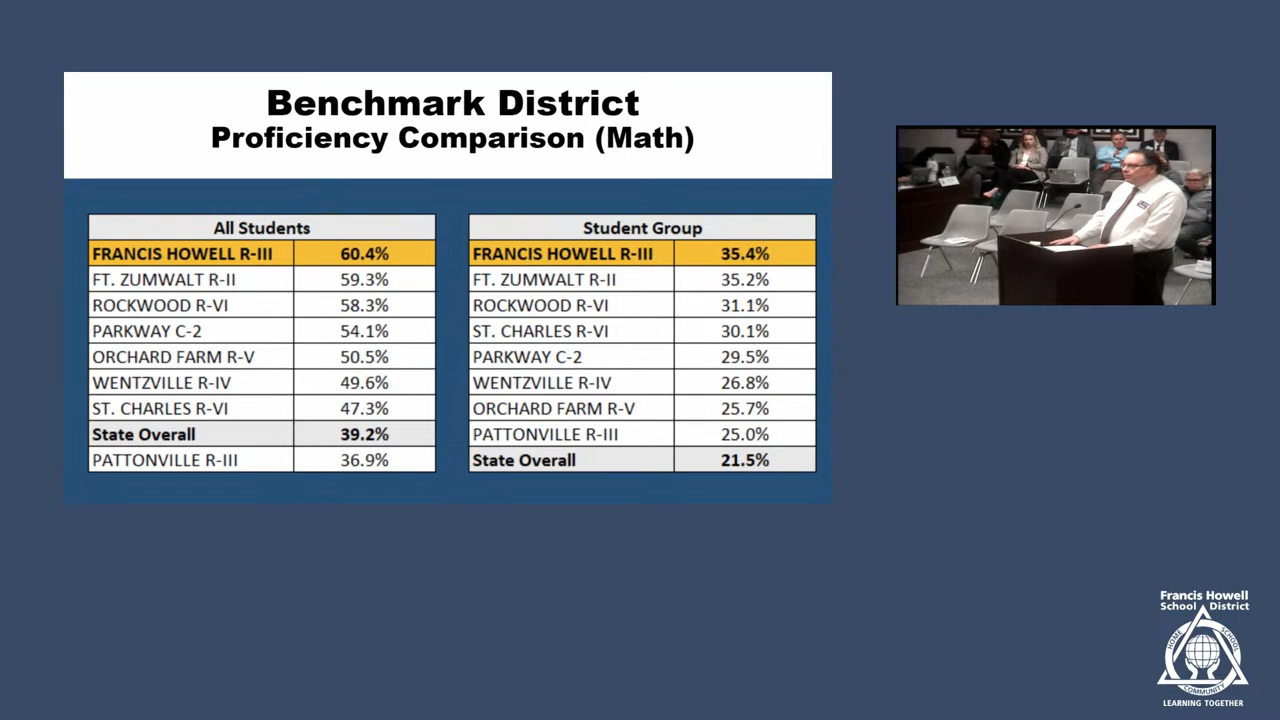 Benchmark District
Proficiency Comparison (Math)
All Students
FRANCIS HOWELL R-III 60.4%
FT. ZUMWALT R-II 59.3%
ROCKWOOD R-VI 58.3%
PARKWAY C-2 54.1%
ORCHARD FARM R-V 50.5%
WENTZVILLE R-IV 49.6%
ST. CHARLES R-VI 47.3%
State Overall 39.2%
PATTONVILLE R-III 36.9%
Student Group
FRANCIS HOWELL R-III 35.4%
FT. ZUMWALT R-II 35.2%
ROCKWOOD R-VI 31.1%
ST. CHARLES R-VI 30.1%
PARKWAY C-2 29.5%
WENTZVILLE R-IV 26.8%
ORCHARD FARM R-V 25.7%
PATTONVILLE R-III 25.0%
State Overall 21.5%
Francis Howell
School District
HOME SCHOOL
COMMUNITY
LEARNING TOGETHER